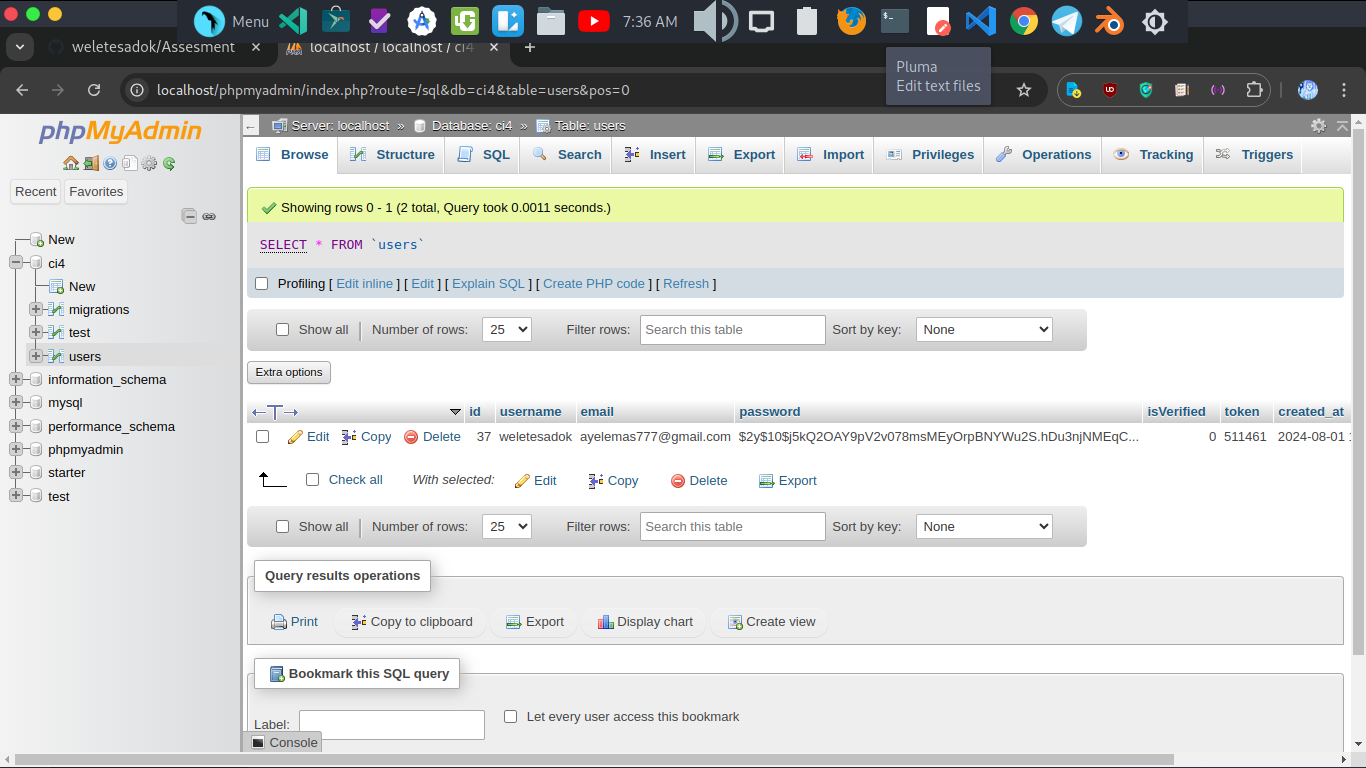 Menu
7:36 AM
weletesadok/Assesment
localhost / localhost / ci4
Pluma
Edit text files
localhost/phpmyadmin/index.php?route=/sql&db=ci4&table=users&pos=0
phpMyAdmin
Recent Favorites
New
ci4
New
migrations
test
users
information_schema
mysql
performance_schema
phpmyadmin
starter
test
Server: localhost » Database: ci4 » Table: users
Browse Structure SQL Search Insert Export Import Privileges Operations Tracking Triggers
Showing rows 0 - 1 (2 total, Query took 0.0011 seconds.)
SELECT * FROM `users`
Profiling [ Edit inline ] [ Edit ] [ Explain SQL ] [ Create PHP code ] [ Refresh ]
Show all Number of rows: 25 Filter rows: Search this table Sort by key: None
Extra options
id username email password isVerified token created_at
Edit Copy Delete 37 weletesadok ayelemas777@gmail.com $2y$10$j5kQ2OAY9pV2v078msMEyOrpBNYWu2S.hDu3njNMEqC... 0 511461 2024-08-01
Check all With selected: Edit Copy Delete Export
Show all Number of rows: 25 Filter rows: Search this table Sort by key: None
Query results operations
Print Copy to clipboard Export Display chart Create view
Bookmark this SQL query
Label: Let every user access this bookmark
Console